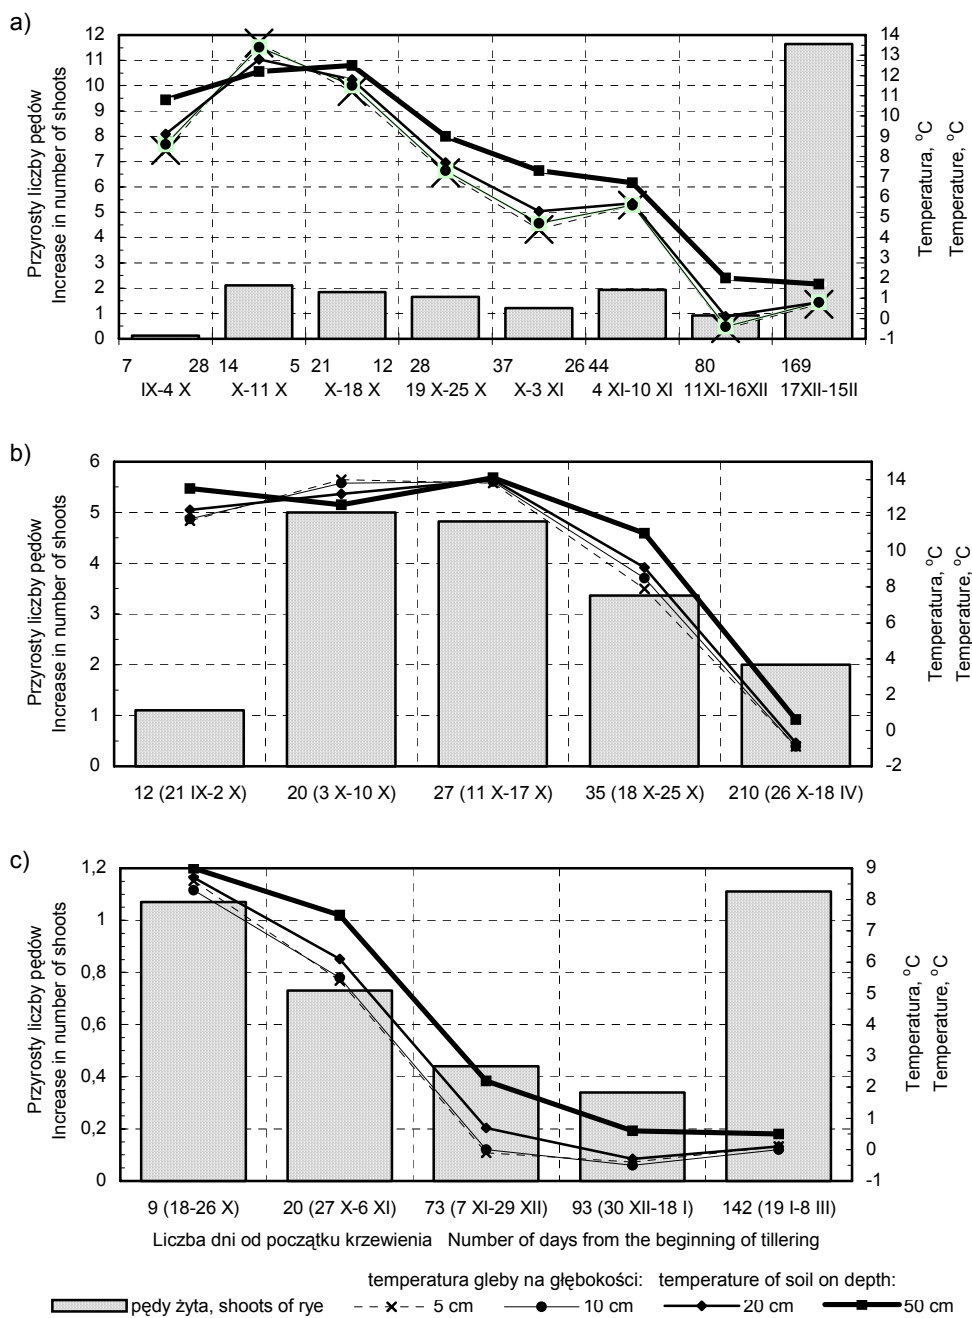 a)
Przyrosty liczby pędów
Increase in number of shoots
12
11
10
9
8
7
6
5
4
3
2
1
0
14
13
12
11
10
9
8
7
6
5
4
3
2
1
0
-1
Temperatura, °C
Temperature, °C
7 28 14 5 21 12 28 37 26 44 80 169
IX-4 X X-11 X X-18 X 19 X-25 X X-3 XI 4 XI-10 XI 11XI-16XII 17XII-15II
b)
Przyrosty liczby pędów
Increase in number of shoots
6
5
4
3
2
1
0
14
12
10
8
6
4
2
0
-2
Temperatura, °C
Temperature, °C
12 (21 IX-2 X) 20 (3 X-10 X) 27 (11 X-17 X) 35 (18 X-25 X) 210 (26 X-18 IV)
c)
Przyrosty liczby pędów
Increase in number of shoots
1,2
1
0,8
0,6
0,4
0,2
0
9
8
7
6
5
4
3
2
1
0
-1
Temperatura, °C
Temperature, °C
9 (18-26 X) 20 (27 X-6 XI) 73 (7 XI-29 XII) 93 (30 XII-18 I) 142 (19 I-8 III)
Liczba dni od początku krzewienia Number of days from the beginning of tillering
temperatura gleby na głębokości: temperature of soil on depth:
pędy żyta, shoots of rye 5 cm 10 cm 20 cm 50 cm